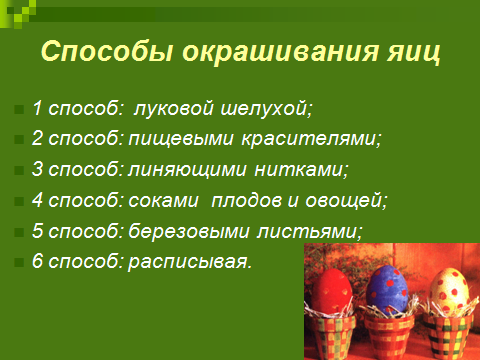 Способы окрашивания яиц
1 способ: луковой шелухой;
2 способ: пищевыми красителями;
3 способ: линяющими нитками;
4 способ: соками плодов и овощей;
5 способ: березовыми листьями;
6 способ: расписывая.